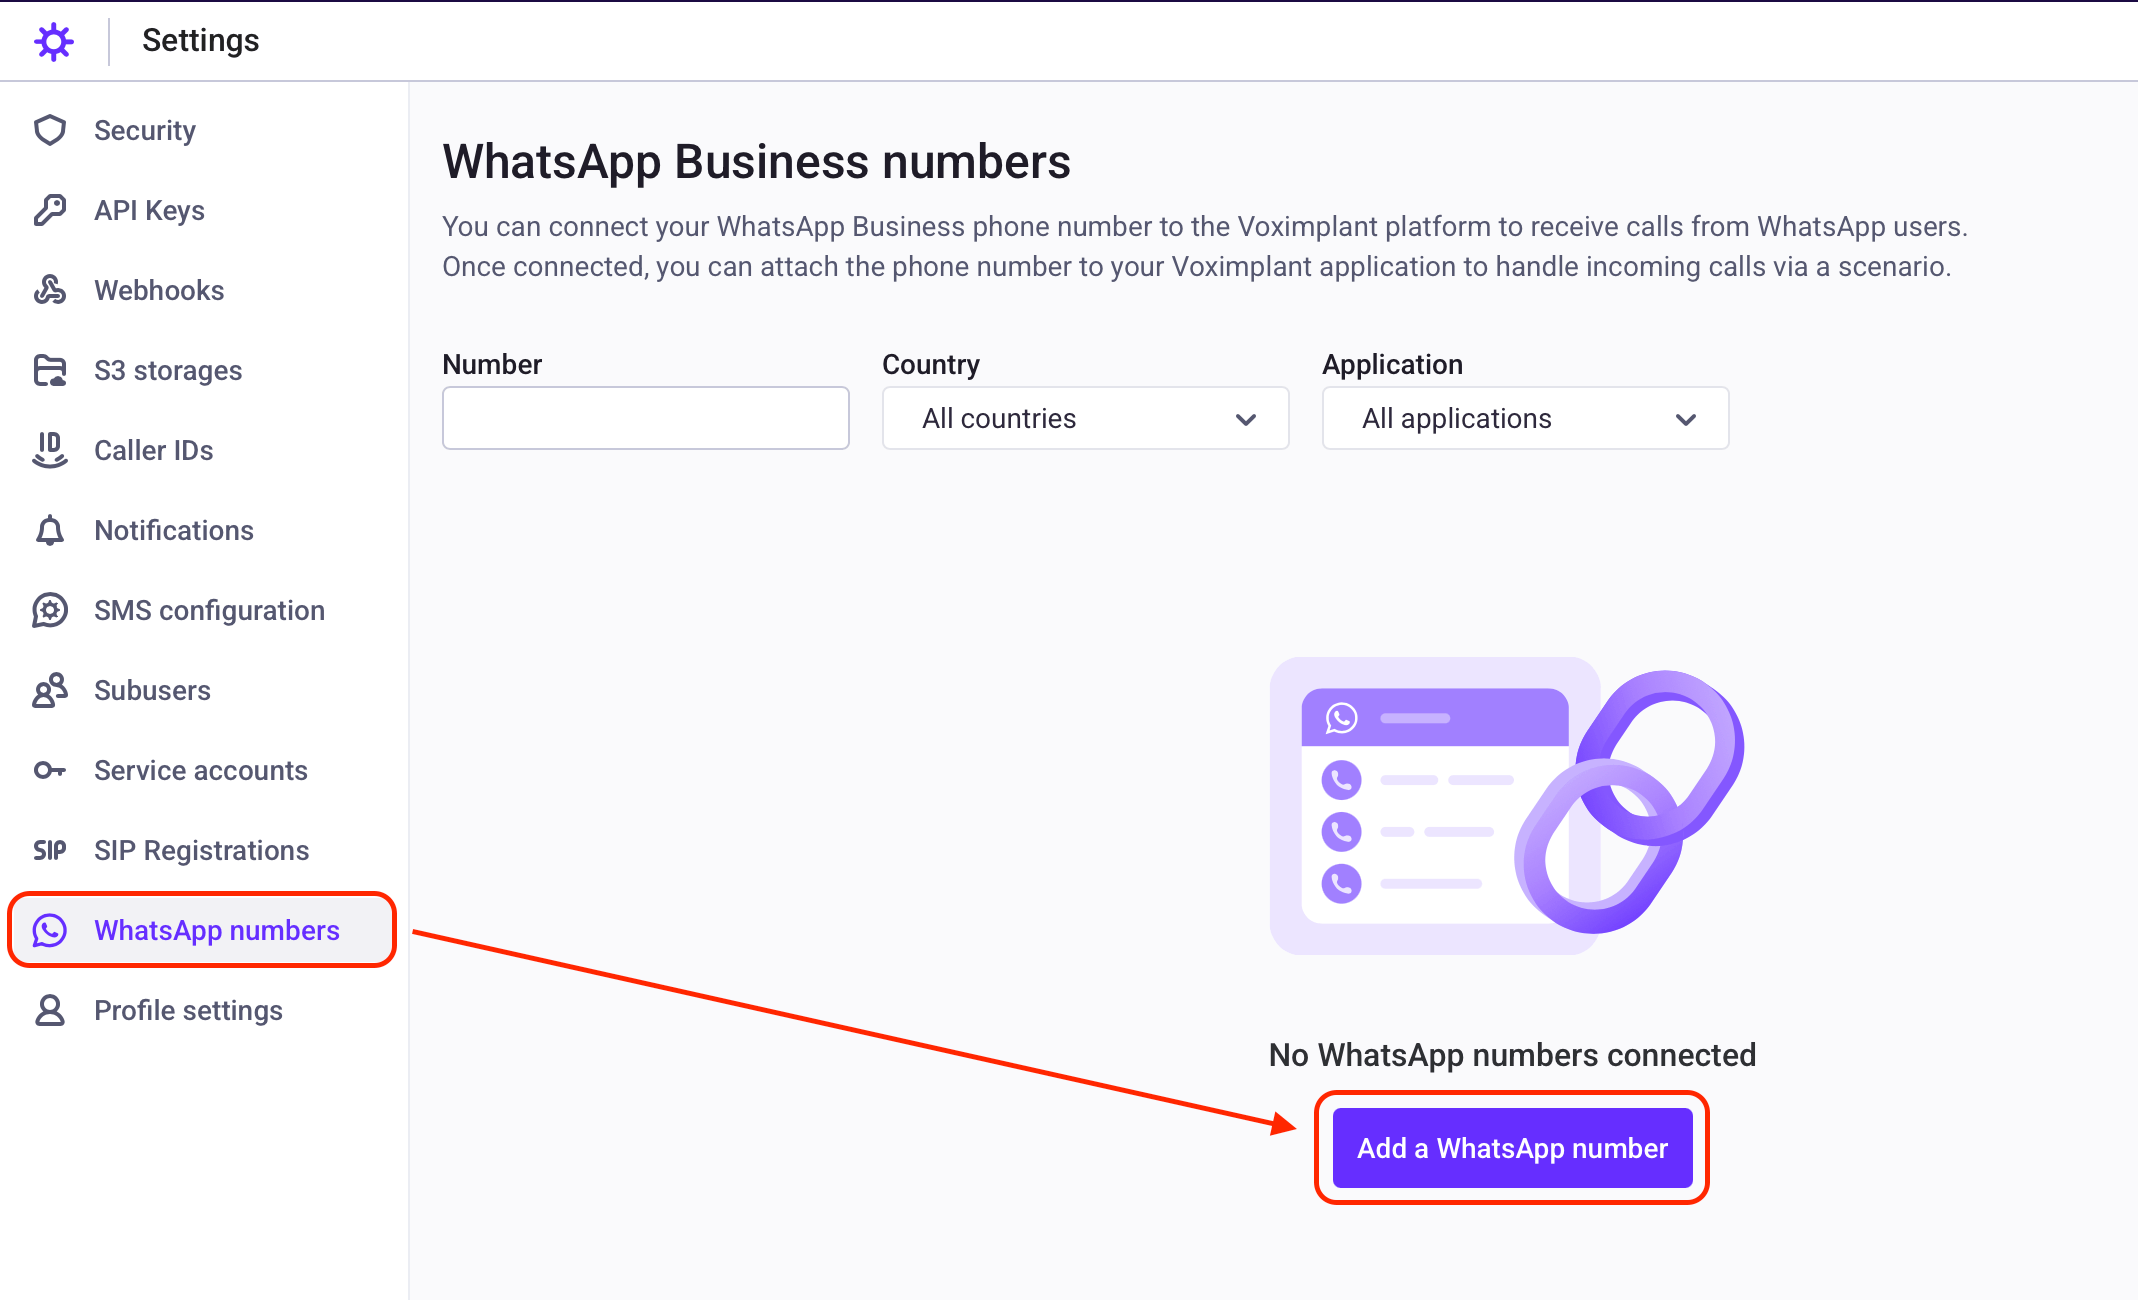 Settings
Security
API Keys
Webhooks
S3 storages
ID
Caller IDs
Notifications
SMS configuration
Subusers
Service accounts
SIP
SIP Registrations
WhatsApp numbers
Profile settings
WhatsApp Business numbers
You can connect your WhatsApp Business phone number to the Voximplant platform to receive calls from WhatsApp users.
Once connected, you can attach the phone number to your Voximplant application to handle incoming calls via a scenario.
Number
Country
Application
All countries
All applications
No WhatsApp numbers connected
Add a WhatsApp number